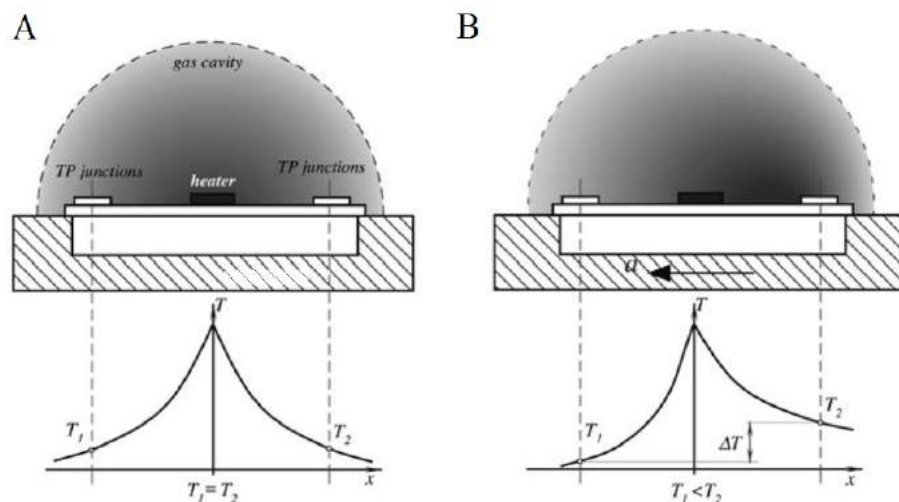 A
gas cavity
TP junctions
heater
TP junctions
T
T₁
T₂
x
T₁ = T₂
B
a
T
T₁
T₂
ΔT
x
T₁ < T₂